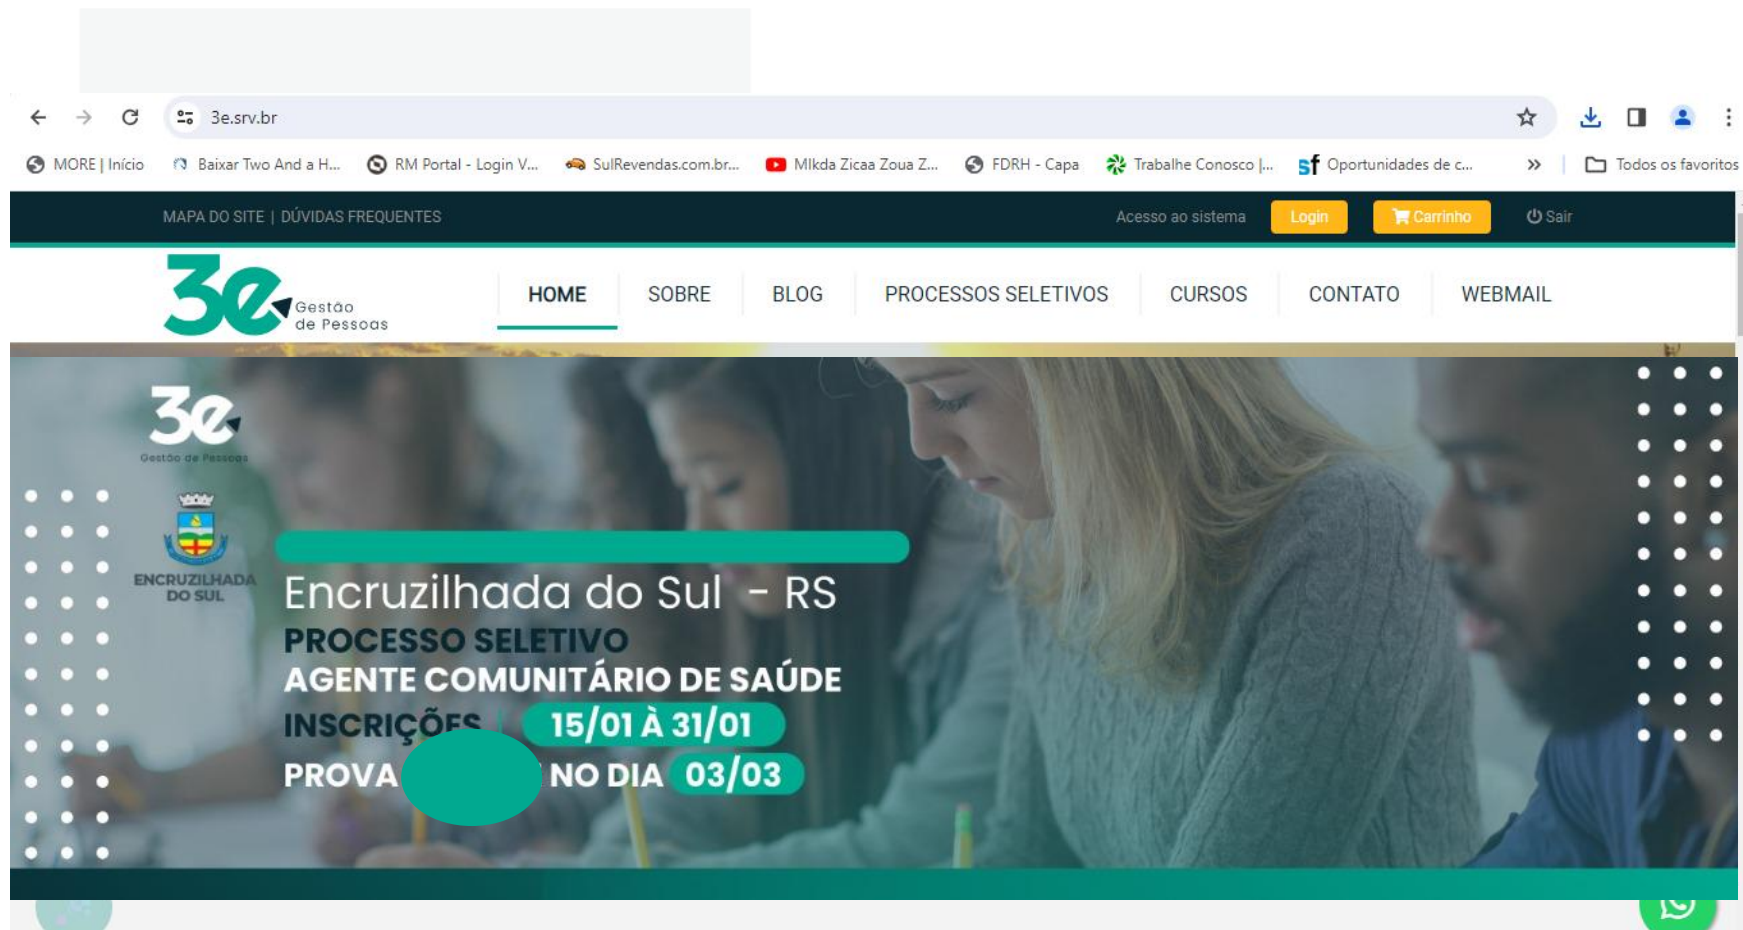 3e.srv.br
MORE | Início
Baixar Two And a H...
RM Portal - Login V...
SulRevendas.com.br...
MIkda Zicaa Zoua Z...
FDRH - Capa
Trabalhe Conosco |...
sf Oportunidades de c...
Todos os favoritos
MAPA DO SITE | DÚVIDAS FREQUENTES
Acesso ao sistema
Login
Carrinho
Sair
3e Gestão
de Pessoas
HOME
SOBRE
BLOG
PROCESSOS SELETIVOS
CURSOS
CONTATO
WEBMAIL
3e
Gestão de Pessoas
ENCRUZILHADA
DO SUL
Encruzilhada do Sul - RS
PROCESSO SELETIVO
AGENTE COMUNITÁRIO DE SAÚDE
INSCRIÇÕES | 15/01 À 31/01
PROVA NO DIA 03/03